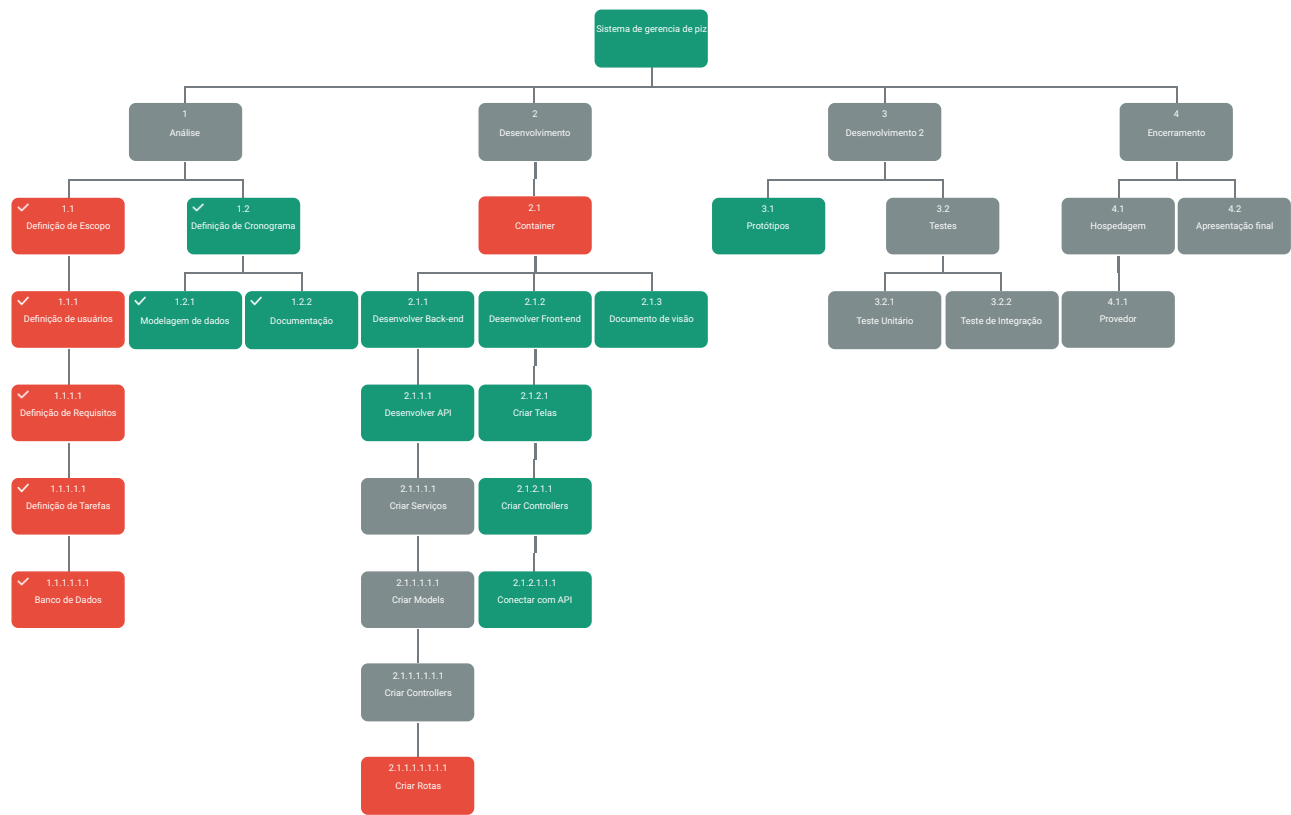 Sistema de gerencia de piz
1
Análise
2
Desenvolvimento
3
Desenvolvimento 2
4
Encerramento
1.1
Definição de Escopo
1.2
Definição de Cronograma
2.1
Container
3.1
Protótipos
3.2
Testes
4.1
Hospedagem
4.2
Apresentação final
1.1.1
Definição de usuários
1.2.1
Modelagem de dados
1.2.2
Documentação
2.1.1
Desenvolver Back-end
2.1.2
Desenvolver Front-end
2.1.3
Documento de visão
3.2.1
Teste Unitário
3.2.2
Teste de Integração
4.1.1
Provedor
1.1.1.1
Definição de Requisitos
2.1.1.1
Desenvolver API
2.1.2.1
Criar Telas
1.1.1.1.1
Definição de Tarefas
2.1.1.1.1
Criar Serviços
2.1.2.1.1
Criar Controllers
1.1.1.1.1.1
Banco de Dados
2.1.1.1.1.1
Criar Models
2.1.2.1.1.1
Conectar com API
2.1.1.1.1.1.1
Criar Controllers
2.1.1.1.1.1.1.1
Criar Rotas